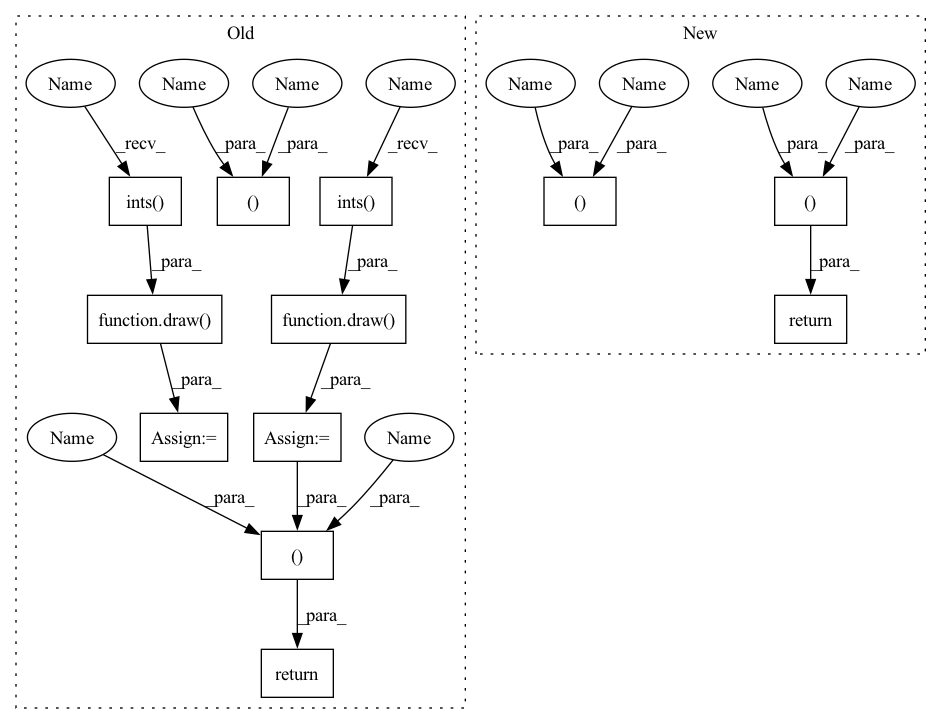 Old
New
Name
Name
Name
Name
Name
Name
Name
Name
_recv_
_para_
_para_
_recv_
_para_
_para_
_para_
_para_
ints()
()
ints()
()
()
_para_
_para_
_para_
function.draw()
function.draw()
return
_para_
_para_
Name
Assign:=
Assign:=
Name
_para_
_para_
_para_
()
_para_
return